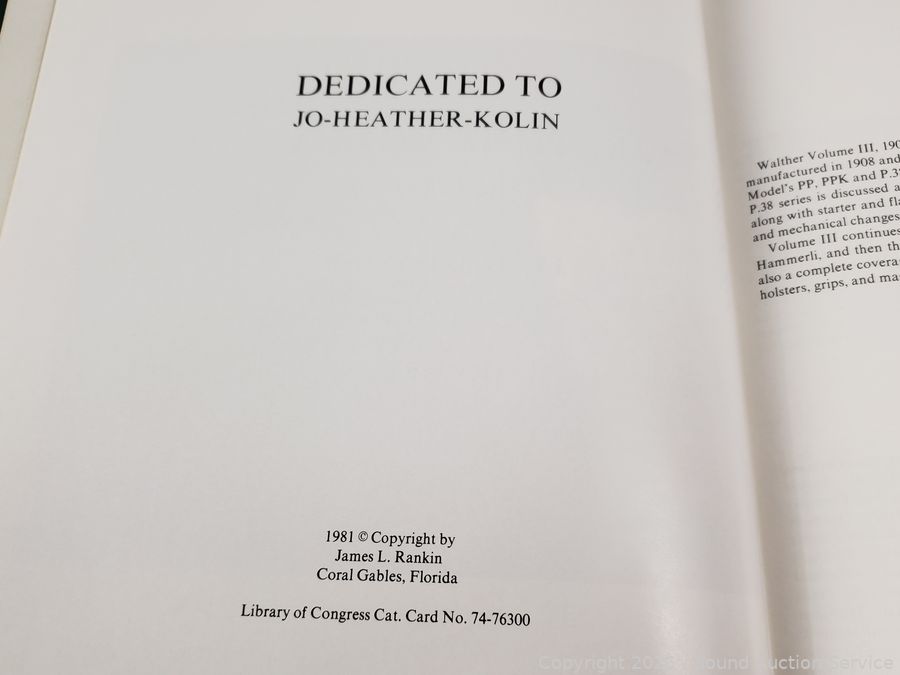 DEDICATED TO
JO-HEATHER-KOLIN
1981 © Copyright by
James L. Rankin
Coral Gables, Florida
Library of Congress Cat. Card No. 74-76300
Walther Volume III,
manufactured in 1908 and
Model's PP, PPK and
P.38 series is discussed
along with starter and
and mechanical changes
Volume III continues
Hammerli, and then
also a complete
holsters, grips, and
Copyright Auction Service